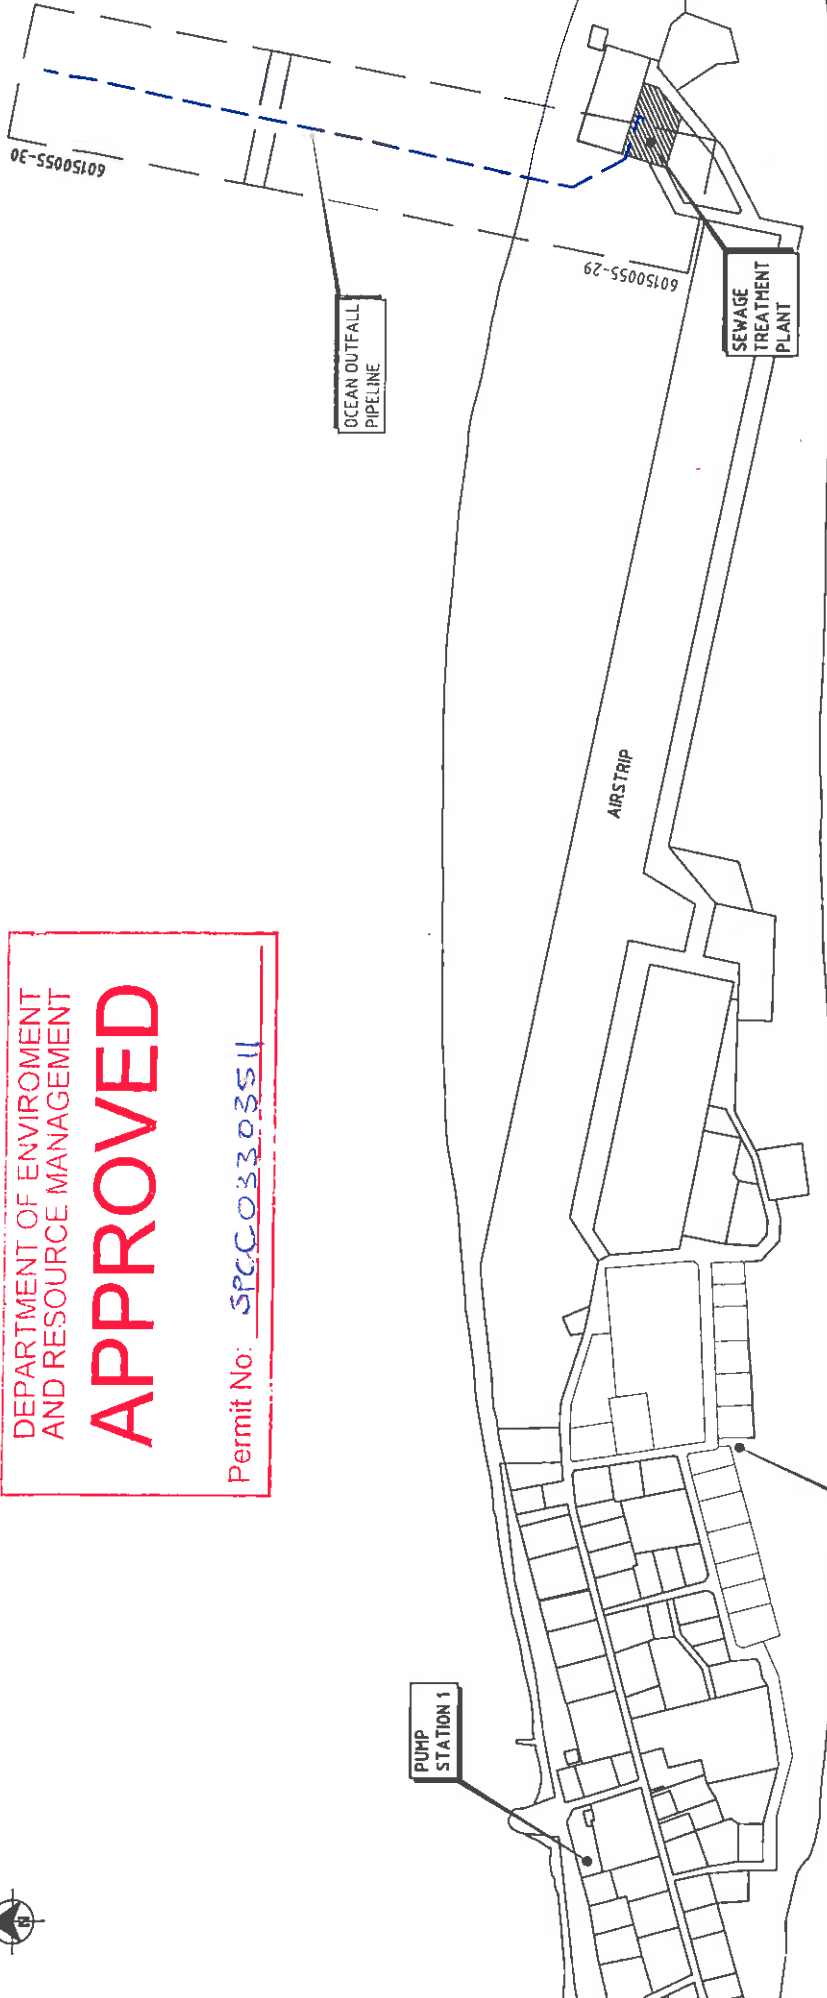 DEPARTMENT OF ENVIROMENT
AND RESOURCE MANAGEMENT
APPROVED
Permit No: SPCC03303511
60150055-30
60150055-29
OCEAN OUTFALL
PIPELINE
SEWAGE
TREATMENT
PLANT
AIRSTRIP
PUMP
STATION 1
N